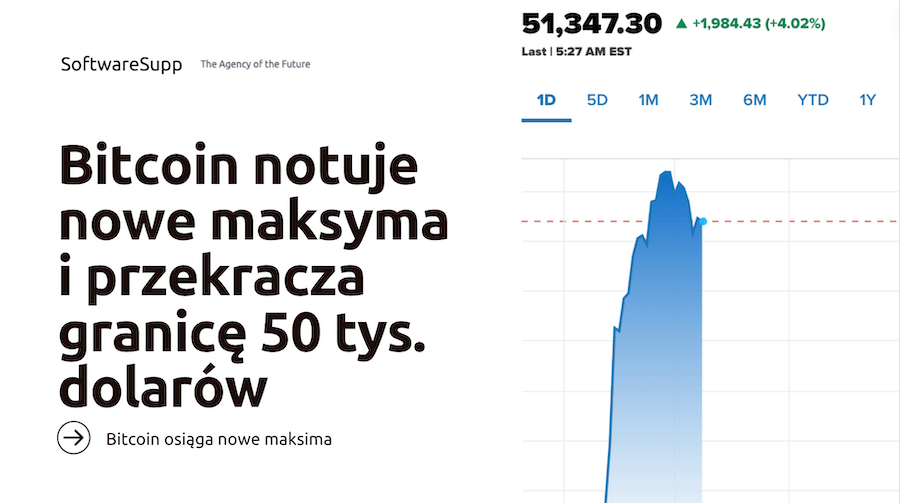 SoftwareSupp The Agency of the Future
Bitcoin notuje
nowe maksyma
i przekracza
granicę 50 tys.
dolarów
Bitcoin osiąga nowe maksima
51,347.30 ▲ +1,984.43 (+4.02%)
Last | 5:27 AM EST
1D 5D 1M 3M 6M YTD 1Y